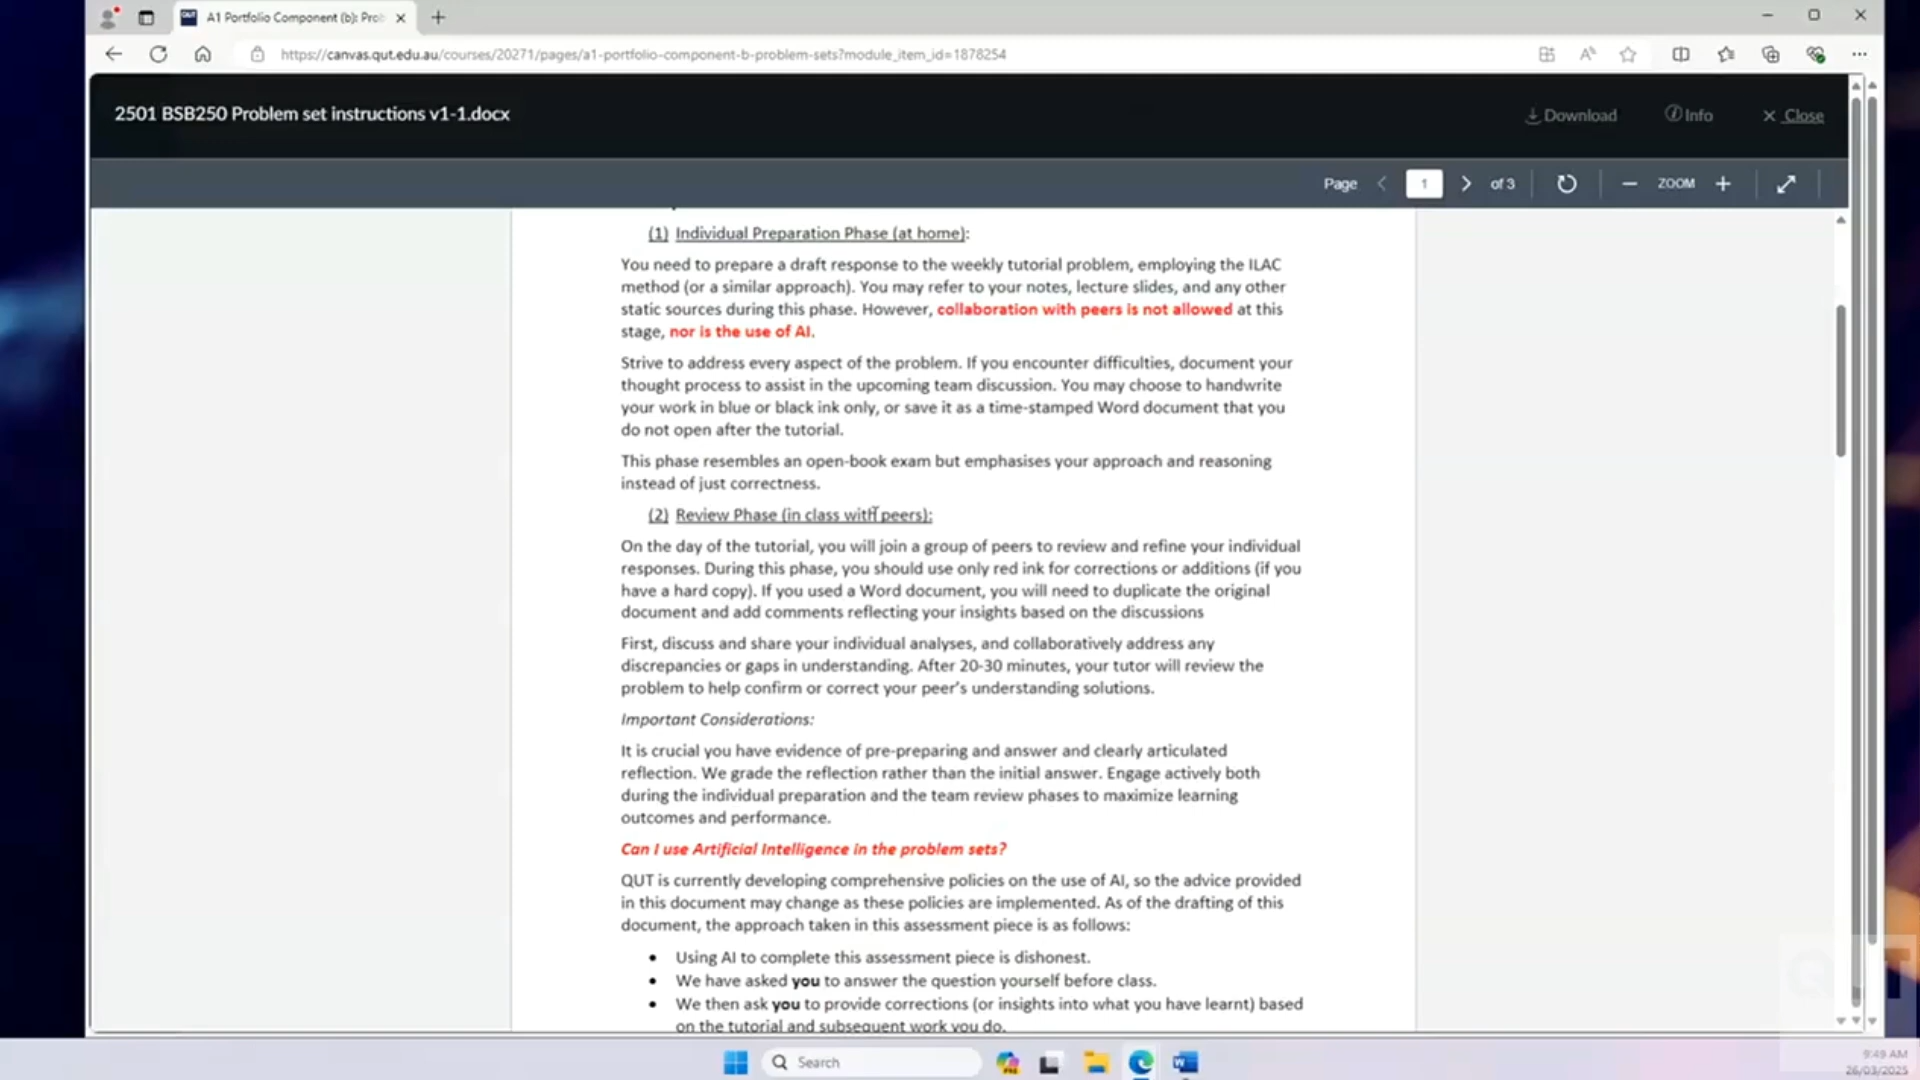 A1 Portfolio Component (b): Prob
https://canvas.qut.edu.au/courses/20271/pages/a1-portfolio-component-b-problem-sets?module_item_id=1878254
2501 BSB250 Problem set instructions v1-1.docx
Download
Info
Close
Page
1
of 3
ZOOM
(1) Individual Preparation Phase (at home):
You need to prepare a draft response to the weekly tutorial problem, employing the ILAC
method (or a similar approach). You may refer to your notes, lecture slides, and any other
static sources during this phase. However, collaboration with peers is not allowed at this
stage, nor is the use of AI.
Strive to address every aspect of the problem. If you encounter difficulties, document your
thought process to assist in the upcoming team discussion. You may choose to handwrite
your work in blue or black ink only, or save it as a time-stamped Word document that you
do not open after the tutorial.
This phase resembles an open-book exam but emphasises your approach and reasoning
instead of just correctness.
(2) Review Phase (in class with peers):
On the day of the tutorial, you will join a group of peers to review and refine your individual
responses. During this phase, you should use only red ink for corrections or additions (if you
have a hard copy). If you used a Word document, you will need to duplicate the original
document and add comments reflecting your insights based on the discussions
First, discuss and share your individual analyses, and collaboratively address any
discrepancies or gaps in understanding. After 20-30 minutes, your tutor will review the
problem to help confirm or correct your peer's understanding solutions.
Important Considerations:
It is crucial you have evidence of pre-preparing and answer and clearly articulated
reflection. We grade the reflection rather than the initial answer. Engage actively both
during the individual preparation and the team review phases to maximize learning
outcomes and performance.
Can I use Artificial Intelligence in the problem sets?
QUT is currently developing comprehensive policies on the use of AI, so the advice provided
in this document may change as these policies are implemented. As of the drafting of this
document, the approach taken in this assessment piece is as follows:
• Using AI to complete this assessment piece is dishonest.
• We have asked you to answer the question yourself before class.
• We then ask you to provide corrections (or insights into what you have learnt) based
on the tutorial and subsequent work you do.
QUT
Search
9:49 AM
26/03/2025